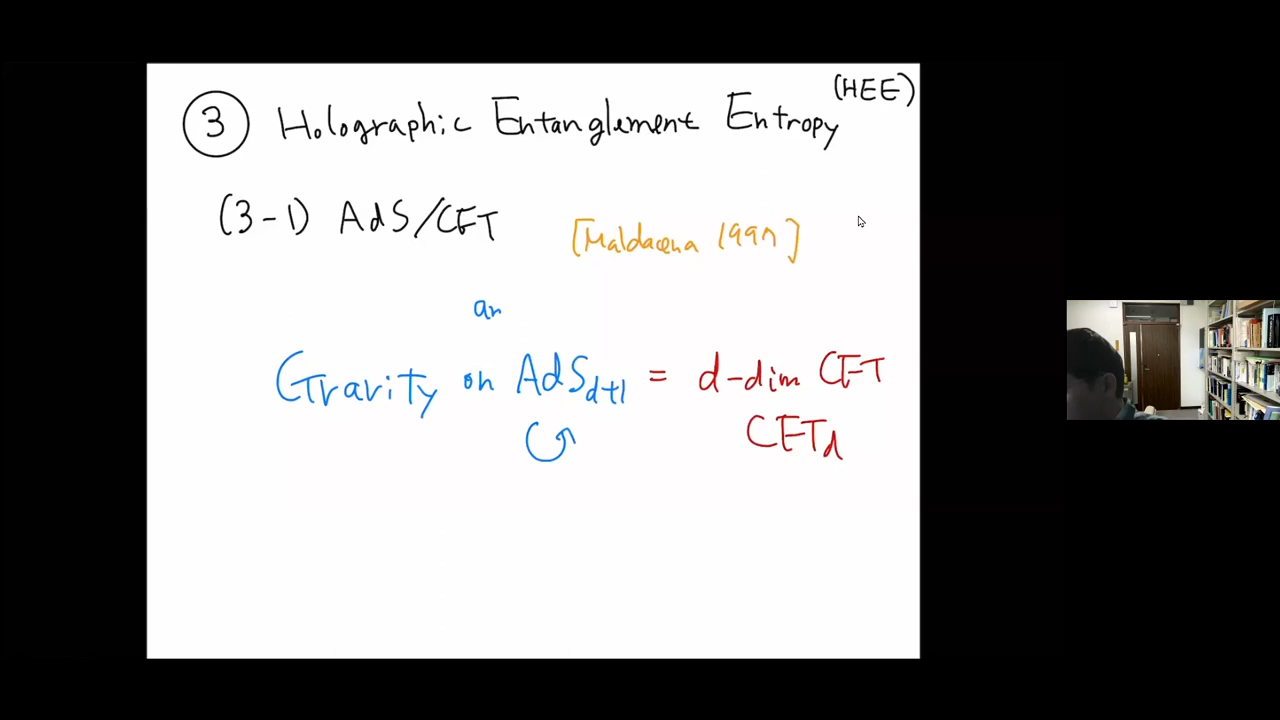 ③ Holographic Entanglement Entropy (HEE)
(3-1) AdS/CFT [Maldacena 1997]
an
Gravity on AdSd+1 = d-dim CFT
CFTd